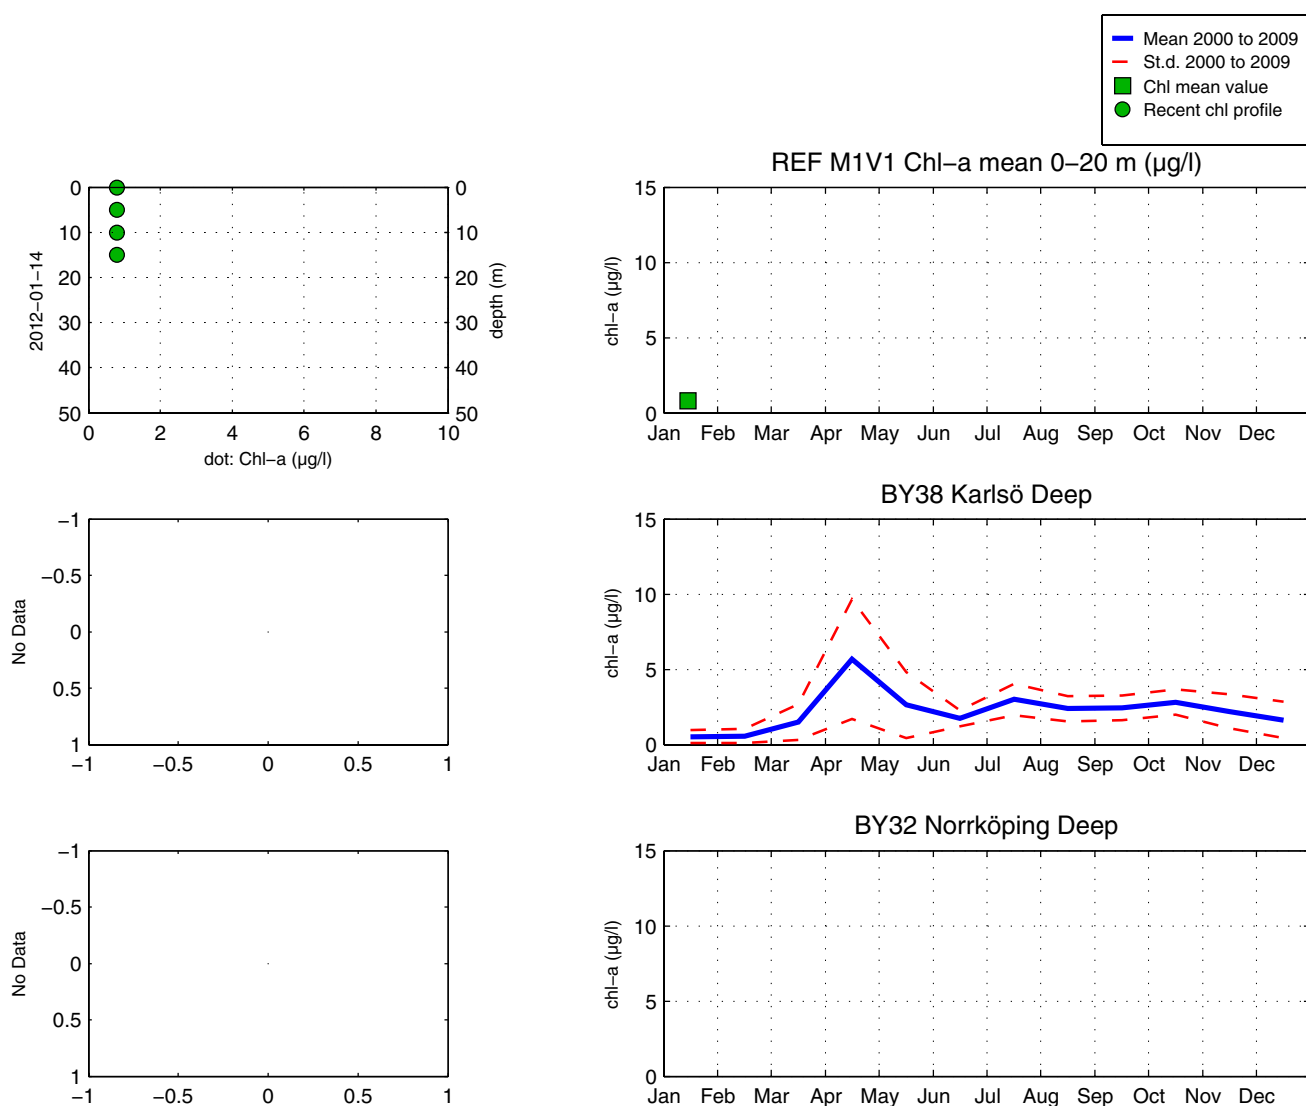 Mean 2000 to 2009
St.d. 2000 to 2009
Chl mean value
Recent chl profile
0
10
20
30
40
50
2012−01−14
0
10
20
30
40
50
depth (m)
0 2 4 6 8 10
dot: Chl−a (µg/l)
REF M1V1 Chl−a mean 0−20 m (µg/l)
15
10
5
0
chl−a (µg/l)
Jan Feb Mar Apr May Jun Jul Aug Sep Oct Nov Dec
−1
−0.5
0
0.5
1
No Data
−1 −0.5 0 0.5 1
BY38 Karlsö Deep
15
10
5
0
chl−a (µg/l)
Jan Feb Mar Apr May Jun Jul Aug Sep Oct Nov Dec
−1
−0.5
0
0.5
1
No Data
−1 −0.5 0 0.5 1
BY32 Norrköping Deep
15
10
5
0
chl−a (µg/l)
Jan Feb Mar Apr May Jun Jul Aug Sep Oct Nov Dec